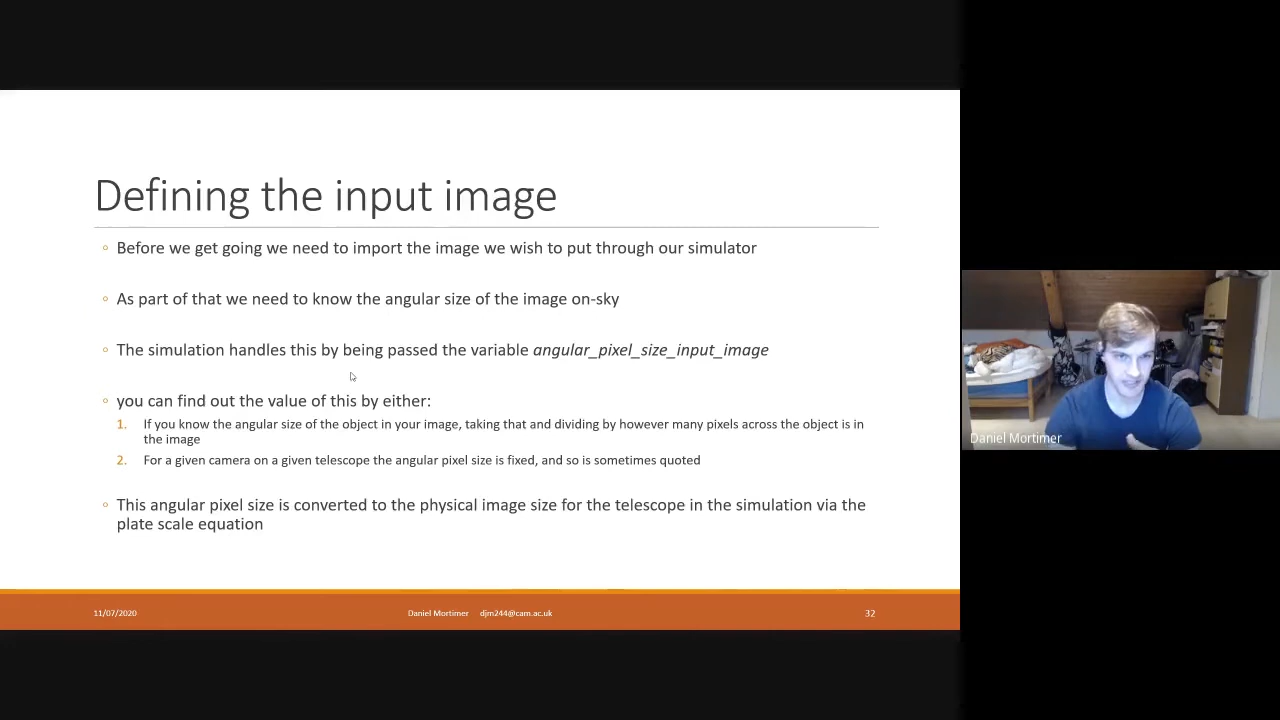 Defining the input image
Before we get going we need to import the image we wish to put through our simulator
As part of that we need to know the angular size of the image on-sky
The simulation handles this by being passed the variable angular_pixel_size_input_image
you can find out the value of this by either:
1. If you know the angular size of the object in your image, taking that and dividing by however many pixels across the object is in
the image
2. For a given camera on a given telescope the angular pixel size is fixed, and so is sometimes quoted
This angular pixel size is converted to the physical image size for the telescope in the simulation via the
plate scale equation
11/07/2020
Daniel Mortimer djm244@cam.ac.uk
32
Daniel Mortimer